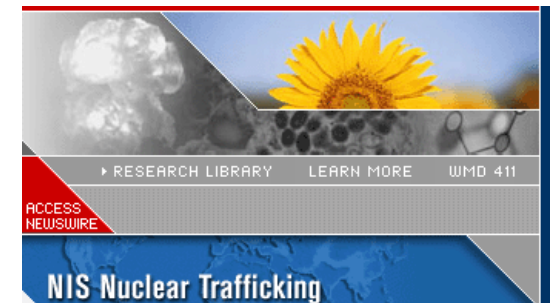 RESEARCH LIBRARY LEARN MORE WMD 411
ACCESS
NEWSWIRE
NIS Nuclear Trafficking